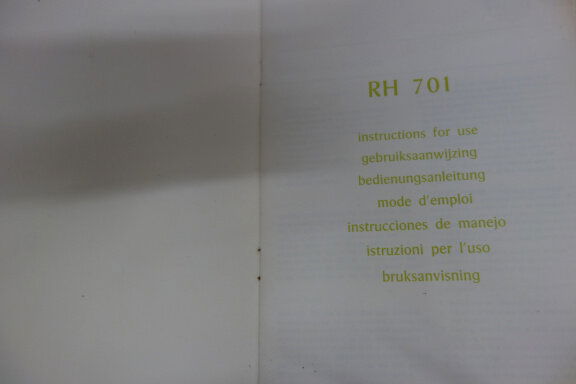 RH 701
instructions for use
gebruiksaanwijzing
bedienungsanleitung
mode d'emploi
instrucciones de manejo
istruzioni per l'uso
bruksanvisning